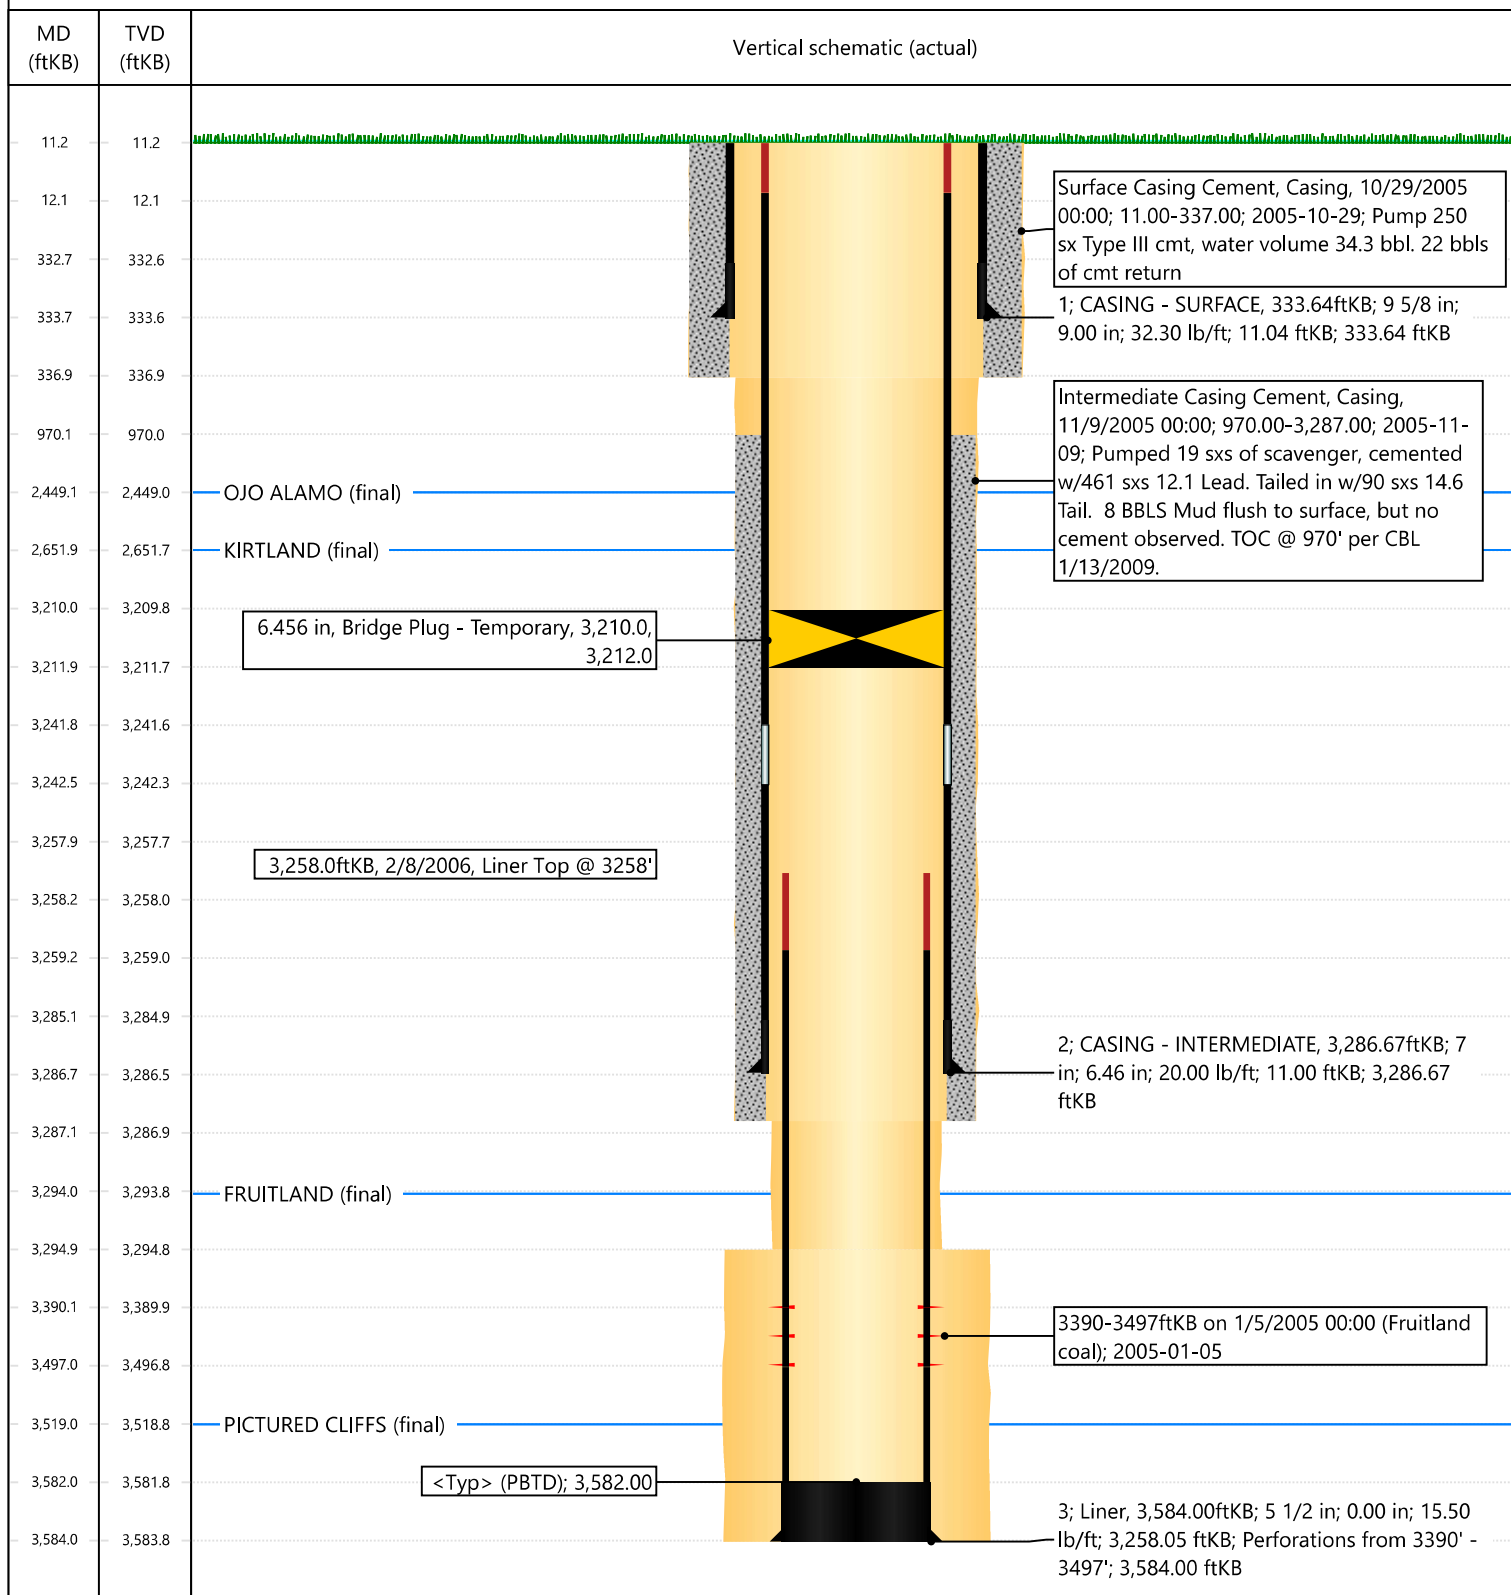 MD
(ftKB)
TVD
(ftKB)
Vertical schematic (actual)
11.2 11.2
12.1 12.1
Surface Casing Cement, Casing, 10/29/2005
00:00; 11.00-337.00; 2005-10-29; Pump 250
sx Type III cmt, water volume 34.3 bbl. 22 bbls
of cmt return
332.7 332.6
333.7 333.6
1; CASING - SURFACE, 333.64ftKB; 9 5/8 in;
9.00 in; 32.30 lb/ft; 11.04 ftKB; 333.64 ftKB
336.9 336.9
Intermediate Casing Cement, Casing,
11/9/2005 00:00; 970.00-3,287.00; 2005-11-
09; Pumped 19 sxs of scavenger, cemented
w/461 sxs 12.1 Lead. Tailed in w/90 sxs 14.6
Tail.  8 BBLS Mud flush to surface, but no
cement observed. TOC @ 970' per CBL
1/13/2009.
970.1 970.0
2,449.1 2,449.0 OJO ALAMO (final)
2,651.9 2,651.7 KIRTLAND (final)
3,210.0 3,209.8
6.456 in, Bridge Plug - Temporary, 3,210.0,
3,212.0
3,211.9 3,211.7
3,241.8 3,241.6
3,242.5 3,242.3
3,257.9 3,257.7
3,258.0ftKB, 2/8/2006, Liner Top @ 3258'
3,258.2 3,258.0
3,259.2 3,259.0
3,285.1 3,284.9
2; CASING - INTERMEDIATE, 3,286.67ftKB; 7
in; 6.46 in; 20.00 lb/ft; 11.00 ftKB; 3,286.67
ftKB
3,286.7 3,286.5
3,287.1 3,286.9
3,294.0 3,293.8 FRUITLAND (final)
3,294.9 3,294.8
3,390.1 3,389.9
3390-3497ftKB on 1/5/2005 00:00 (Fruitland
coal); 2005-01-05
3,497.0 3,496.8
3,519.0 3,518.8 PICTURED CLIFFS (final)
3,582.0 3,581.8 <Typ> (PBTD); 3,582.00
3; Liner, 3,584.00ftKB; 5 1/2 in; 0.00 in; 15.50
lb/ft; 3,258.05 ftKB; Perforations from 3390' -
3497'; 3,584.00 ftKB
3,584.0 3,583.8